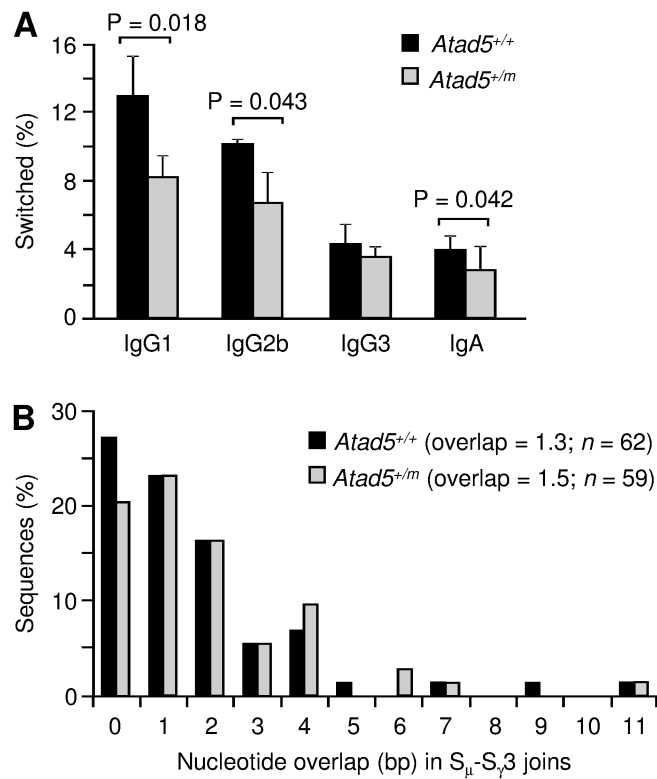 A
P = 0.018
Atad5+/+
Atad5+/m
P = 0.043
P = 0.042
Switched (%)
16
12
8
4
0
IgG1 IgG2b IgG3 IgA
B
Atad5+/+ (overlap = 1.3; n = 62)
Atad5+/m (overlap = 1.5; n = 59)
Sequences (%)
30
20
10
0
0 1 2 3 4 5 6 7 8 9 10 11
Nucleotide overlap (bp) in Sμ-Sγ3 joins